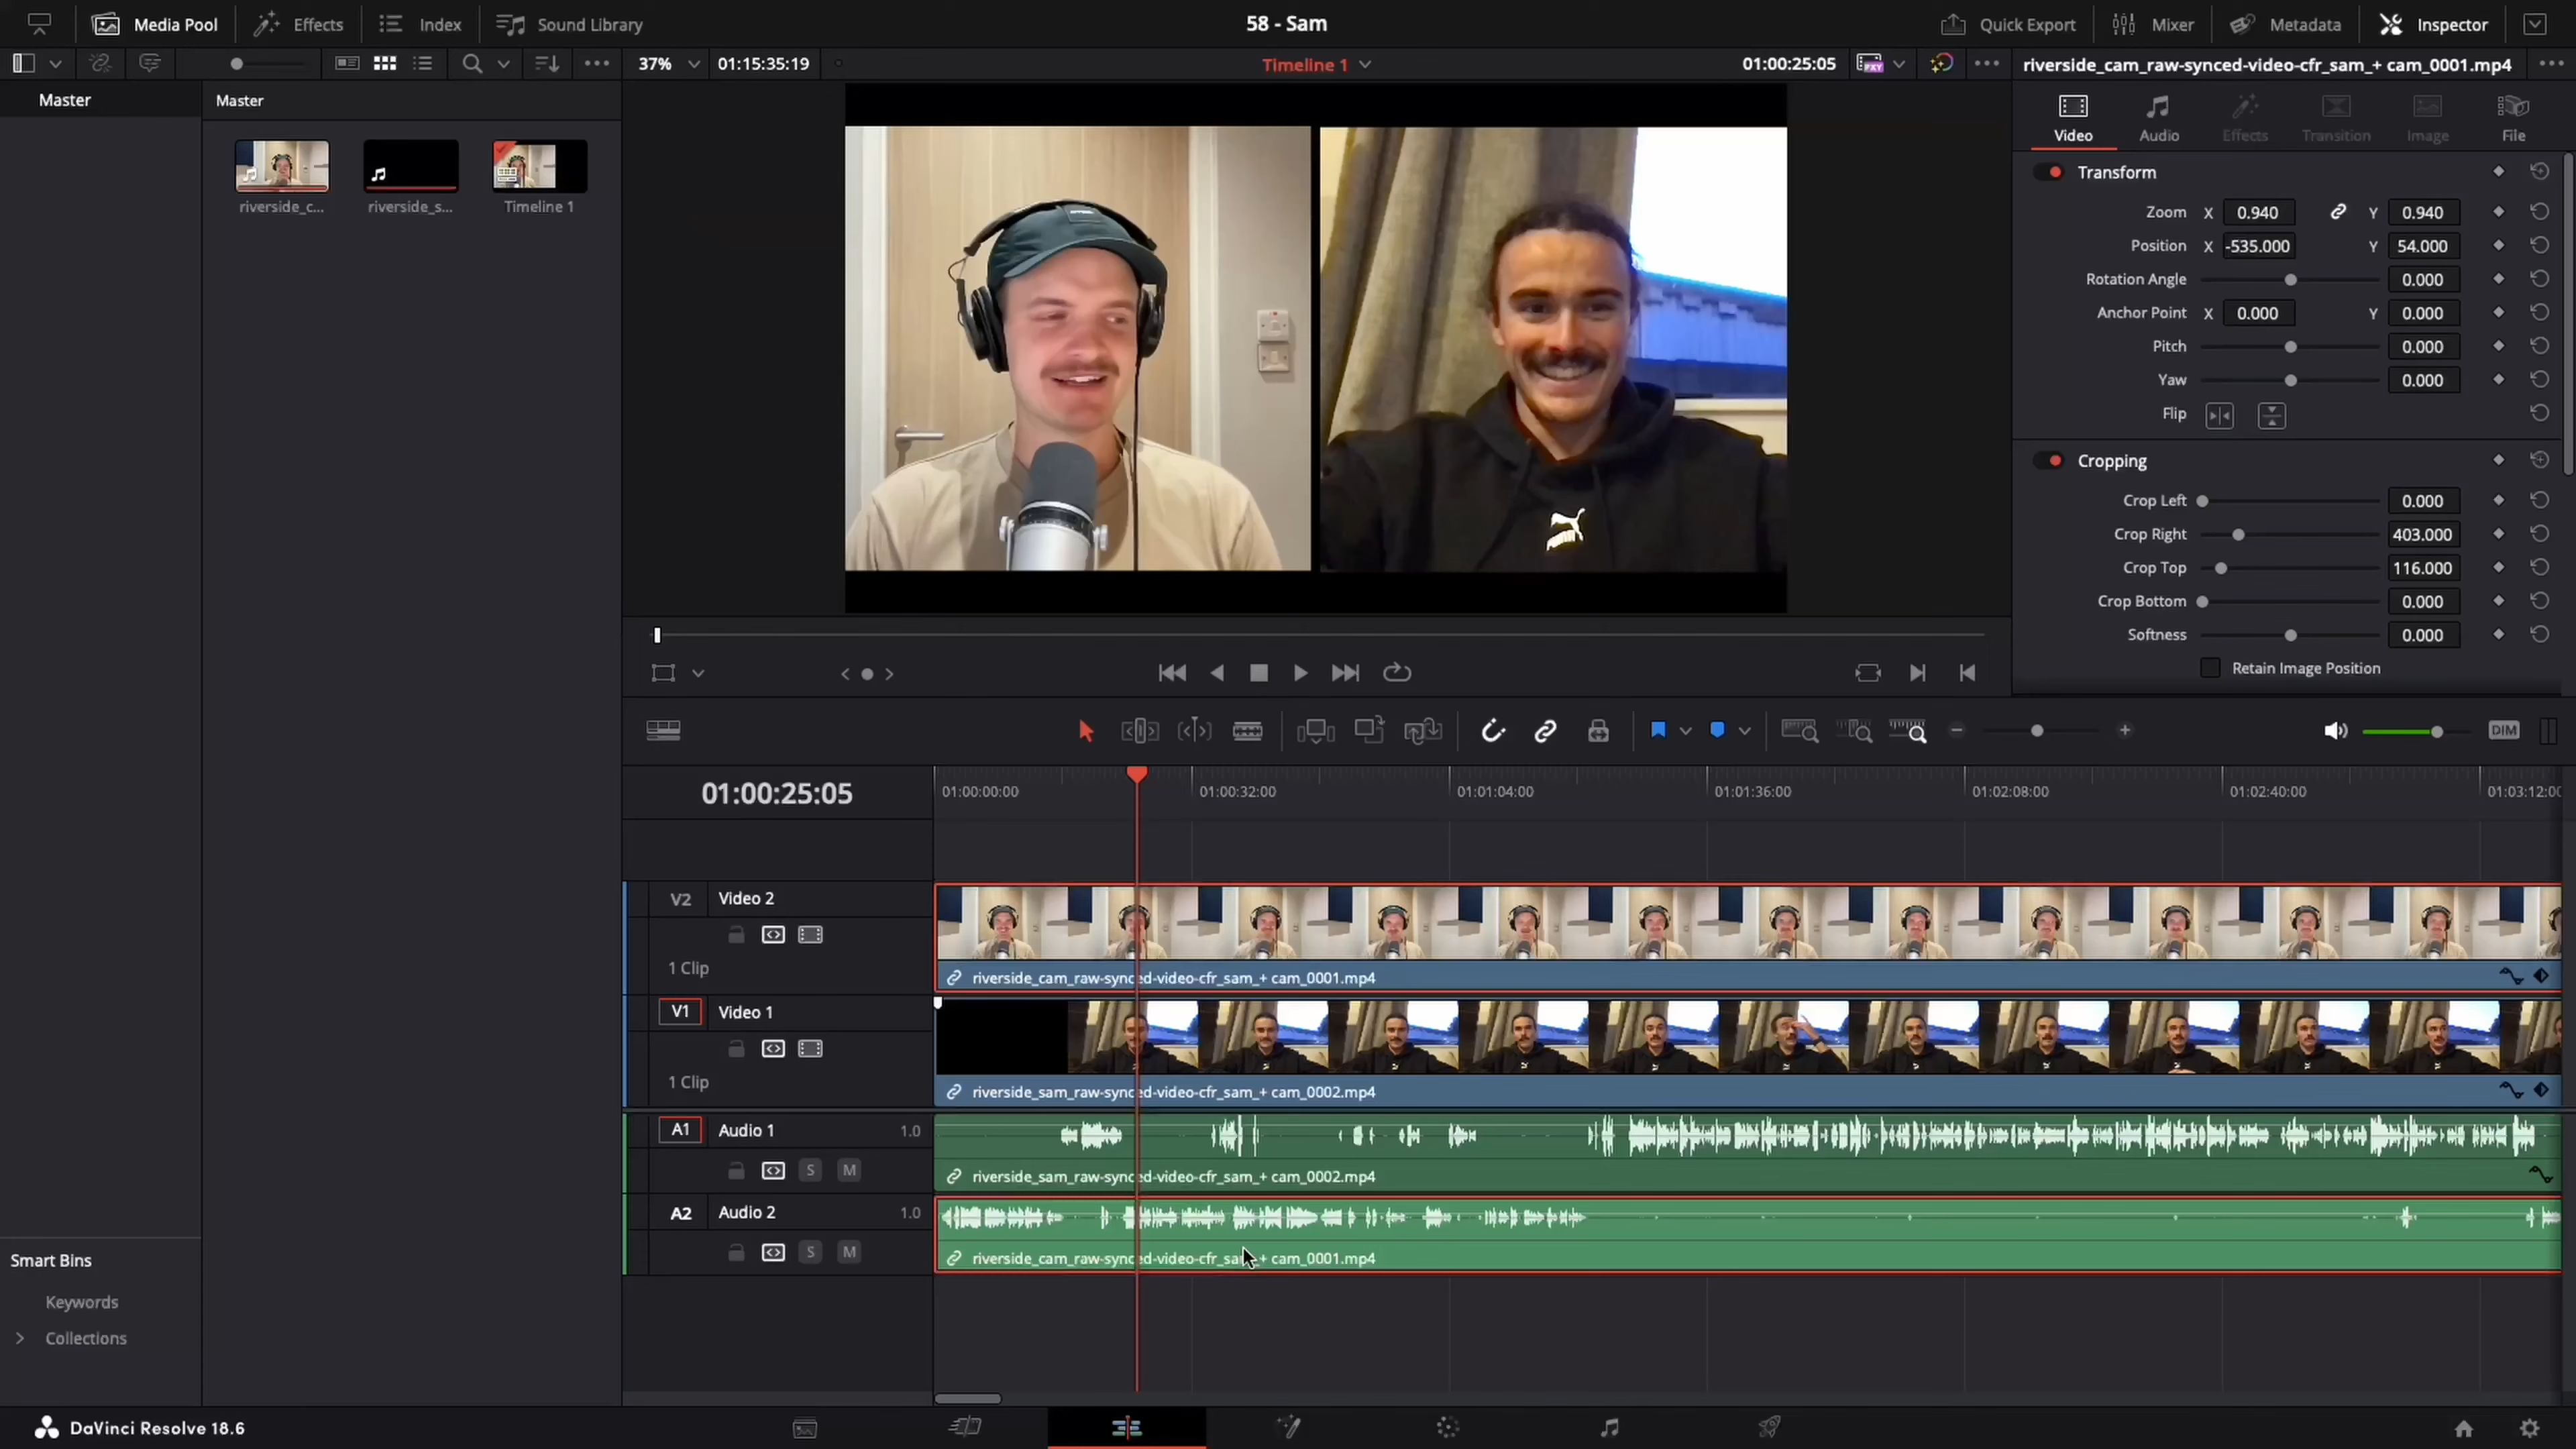 Media Pool Effects Index Sound Library 58 - Sam Quick Export Mixer Metadata Inspector
37% 01:15:35:19 Timeline 1 01:00:25:05 riverside_cam_raw-synced-video-cfr_sam_+ cam_0001.mp4
Master Master
riverside_c... riverside_s... Timeline 1
Video Audio Effects Transition Image File
Transform
Zoom X 0.940 Y 0.940
Position X -535.000 Y 54.000
Rotation Angle 0.000
Anchor Point X 0.000 Y 0.000
Pitch 0.000
Yaw 0.000
Flip
Cropping
Crop Left 0.000
Crop Right 403.000
Crop Top 116.000
Crop Bottom 0.000
Softness 0.000
Retain Image Position
DIM
01:00:25:05 01:00:00:00 01:00:32:00 01:01:04:00 01:01:36:00 01:02:08:00 01:02:40:00 01:03:12:00
V2 Video 2
1 Clip
riverside_cam_raw-synced-video-cfr_sam_+ cam_0001.mp4
V1 Video 1
1 Clip
riverside_sam_raw-synced-video-cfr_sam_+ cam_0002.mp4
A1 Audio 1 1.0
S M
riverside_sam_raw-synced-video-cfr_sam_+ cam_0002.mp4
A2 Audio 2 1.0
S M
riverside_cam_raw-synced-video-cfr_sam_+ cam_0001.mp4
Smart Bins
Keywords
Collections
DaVinci Resolve 18.6